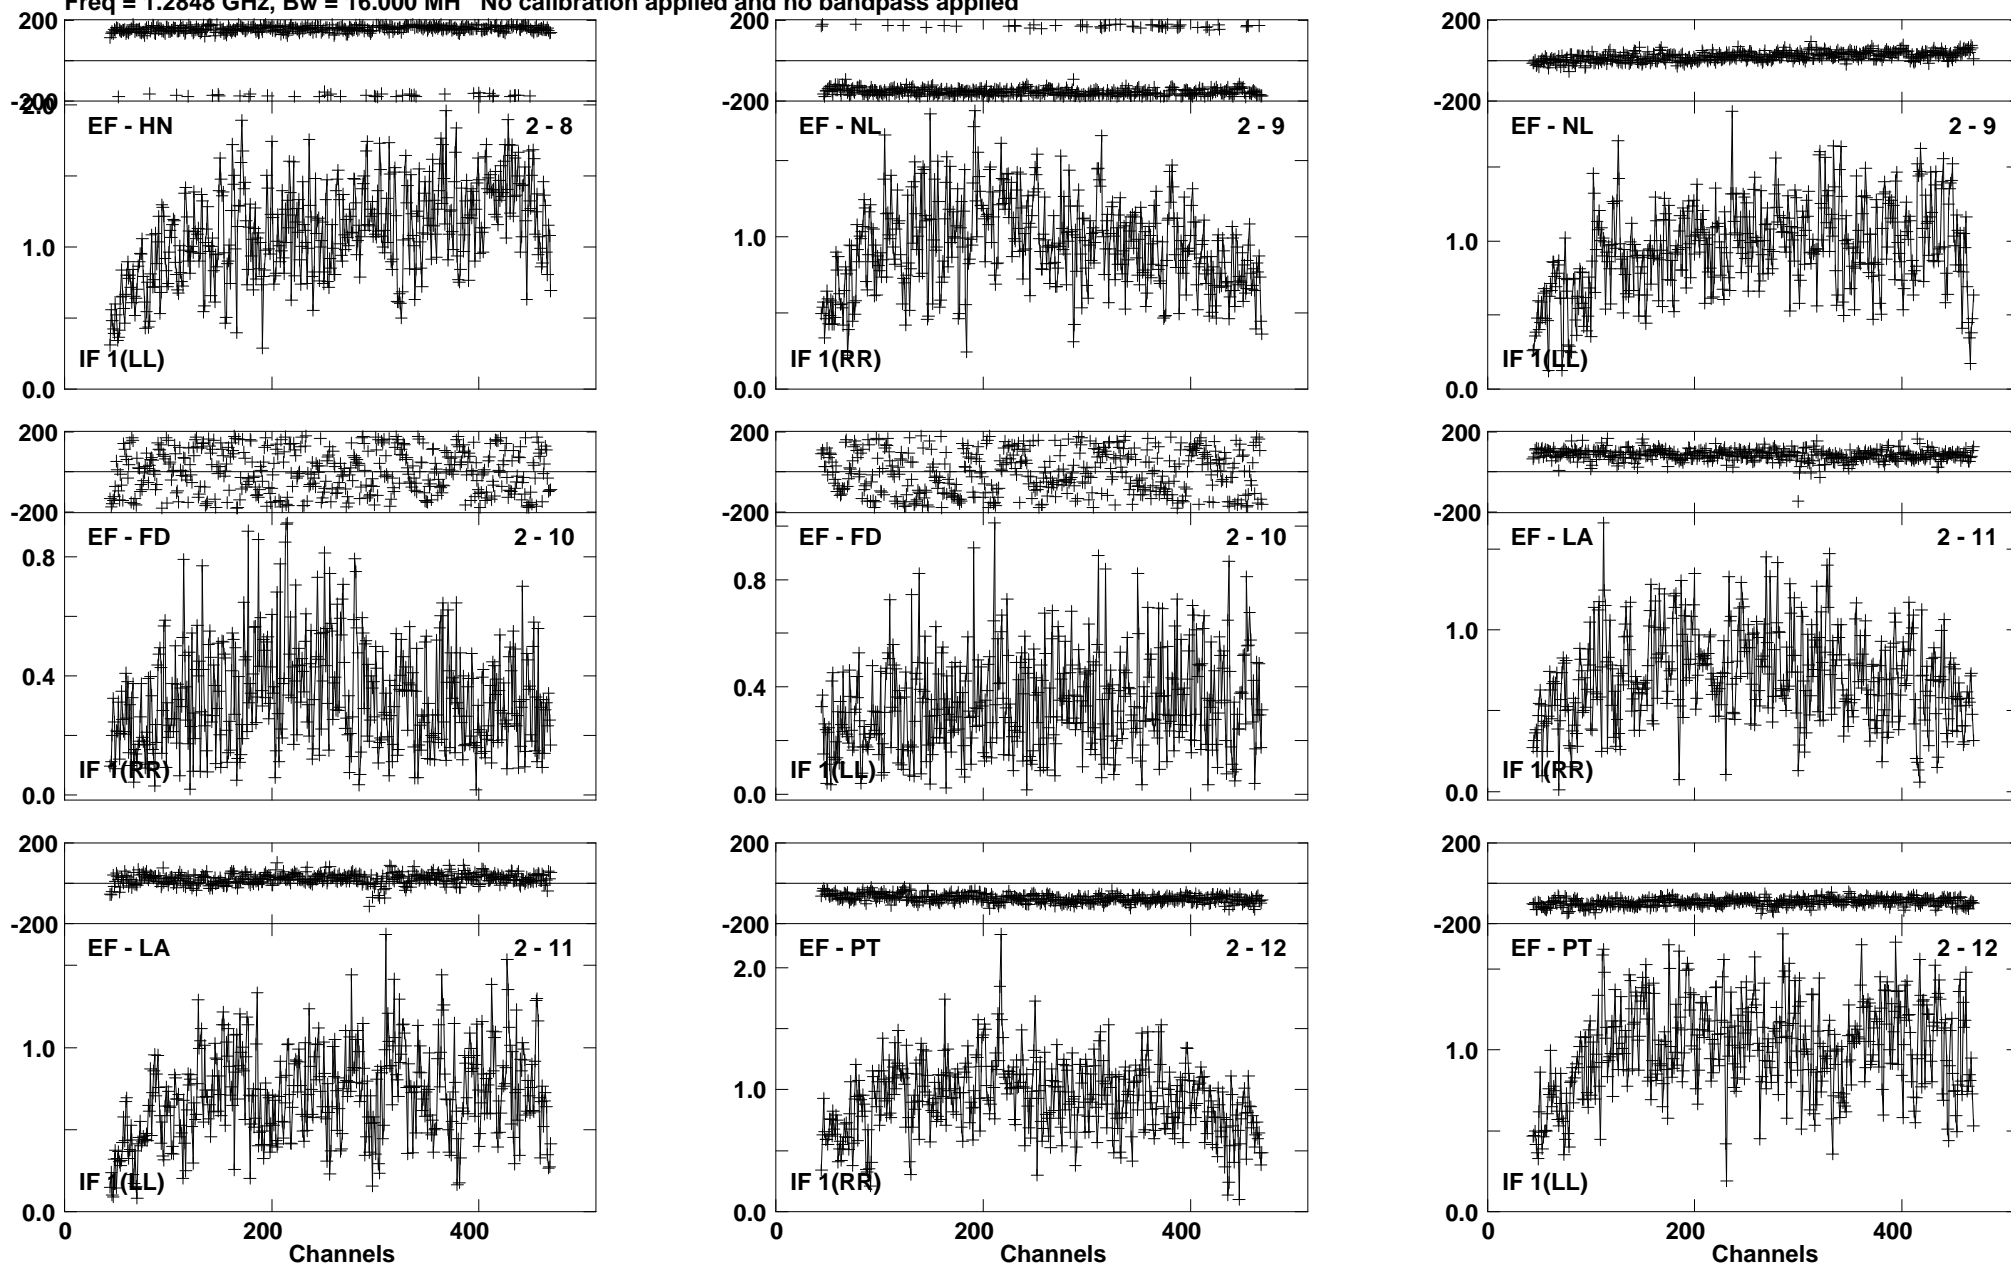 Freq = 1.2848 GHz, Bw = 16.000 MH No calibration applied and no bandpass applied
200
-200
2.0
EF - HN 2 - 8
1.0
IF 1(LL)
0.0
200
-200
EF - NL 2 - 9
1.0
IF 1(RR)
0.0
200
-200
EF - NL 2 - 9
1.0
IF 1(LL)
0.0
200
-200
EF - FD 2 - 10
0.8
0.4
IF 1(RR)
0.0
200
-200
EF - FD 2 - 10
0.8
0.4
IF 1(LL)
0.0
200
-200
EF - LA 2 - 11
1.0
IF 1(RR)
0.0
200
-200
EF - LA 2 - 11
1.0
IF 1(LL)
0.0
0 200 400
Channels
200
-200
EF - PT 2 - 12
2.0
1.0
IF 1(RR)
0.0
0 200 400
Channels
200
-200
EF - PT 2 - 12
1.0
IF 1(LL)
0.0
0 200 400
Channels